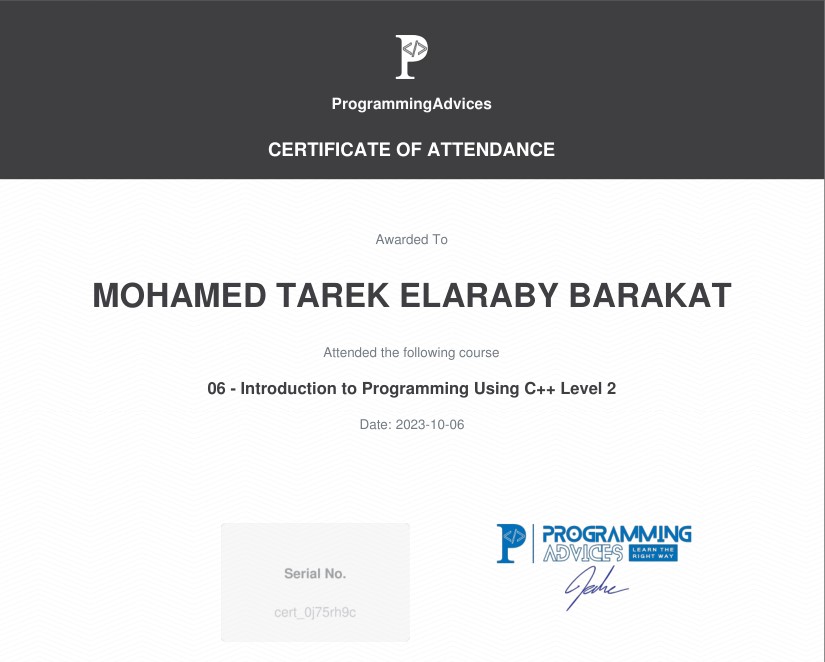 ProgrammingAdvices
CERTIFICATE OF ATTENDANCE
Awarded To
MOHAMED TAREK ELARABY BARAKAT
Attended the following course
06 - Introduction to Programming Using C++ Level 2
Date: 2023-10-06
Serial No.
cert_0j75rh9c
PROGRAMMING
ADVICES LEARN THE
RIGHT WAY